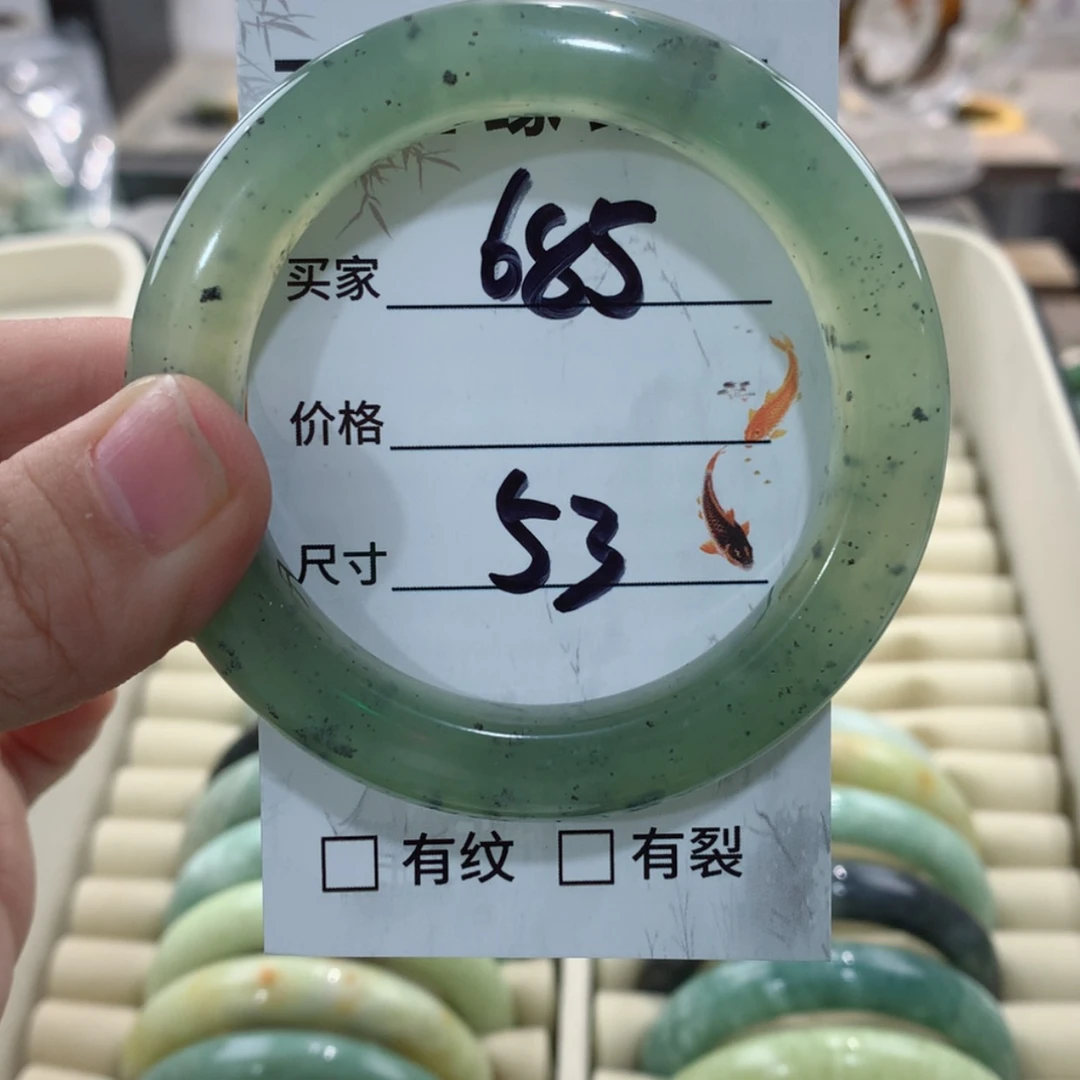 买家 685
价格
尺寸 53
□ 有纹 □ 有裂